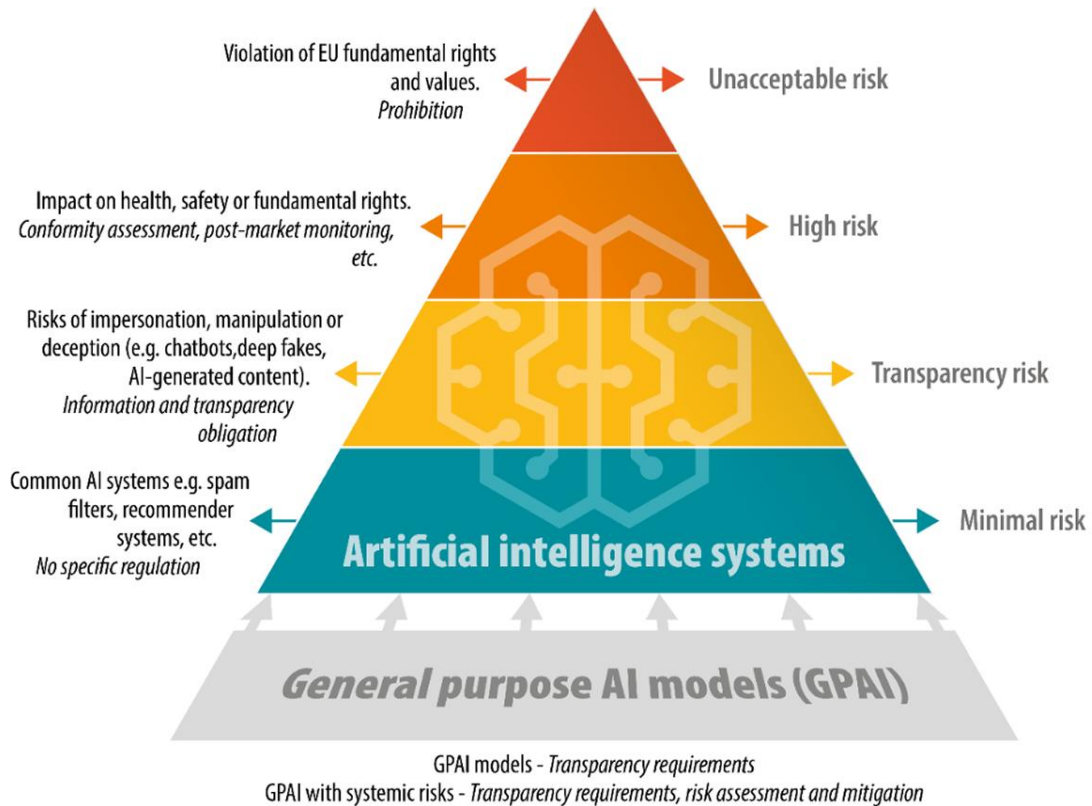 Violation of EU fundamental rights
and values.
Prohibition
Unacceptable risk
Impact on health, safety or fundamental rights.
Conformity assessment, post-market monitoring,
etc.
High risk
Risks of impersonation, manipulation or
deception (e.g. chatbots,deep fakes,
AI-generated content).
Information and transparency
obligation
Transparency risk
Common AI systems e.g. spam
filters, recommender
systems, etc.
No specific regulation
Minimal risk
Artificial intelligence systems
General purpose AI models (GPAI)
GPAI models - Transparency requirements
GPAI with systemic risks - Transparency requirements, risk assessment and mitigation